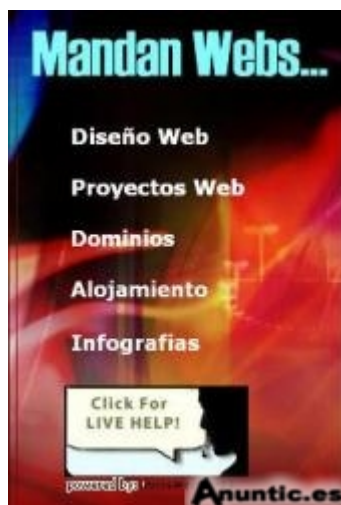 Mandan Webs...
Diseño Web
Proyectos Web
Dominios
Alojamiento
Infografias
Click For
LIVE HELP!
powered by:
Anuntic.es